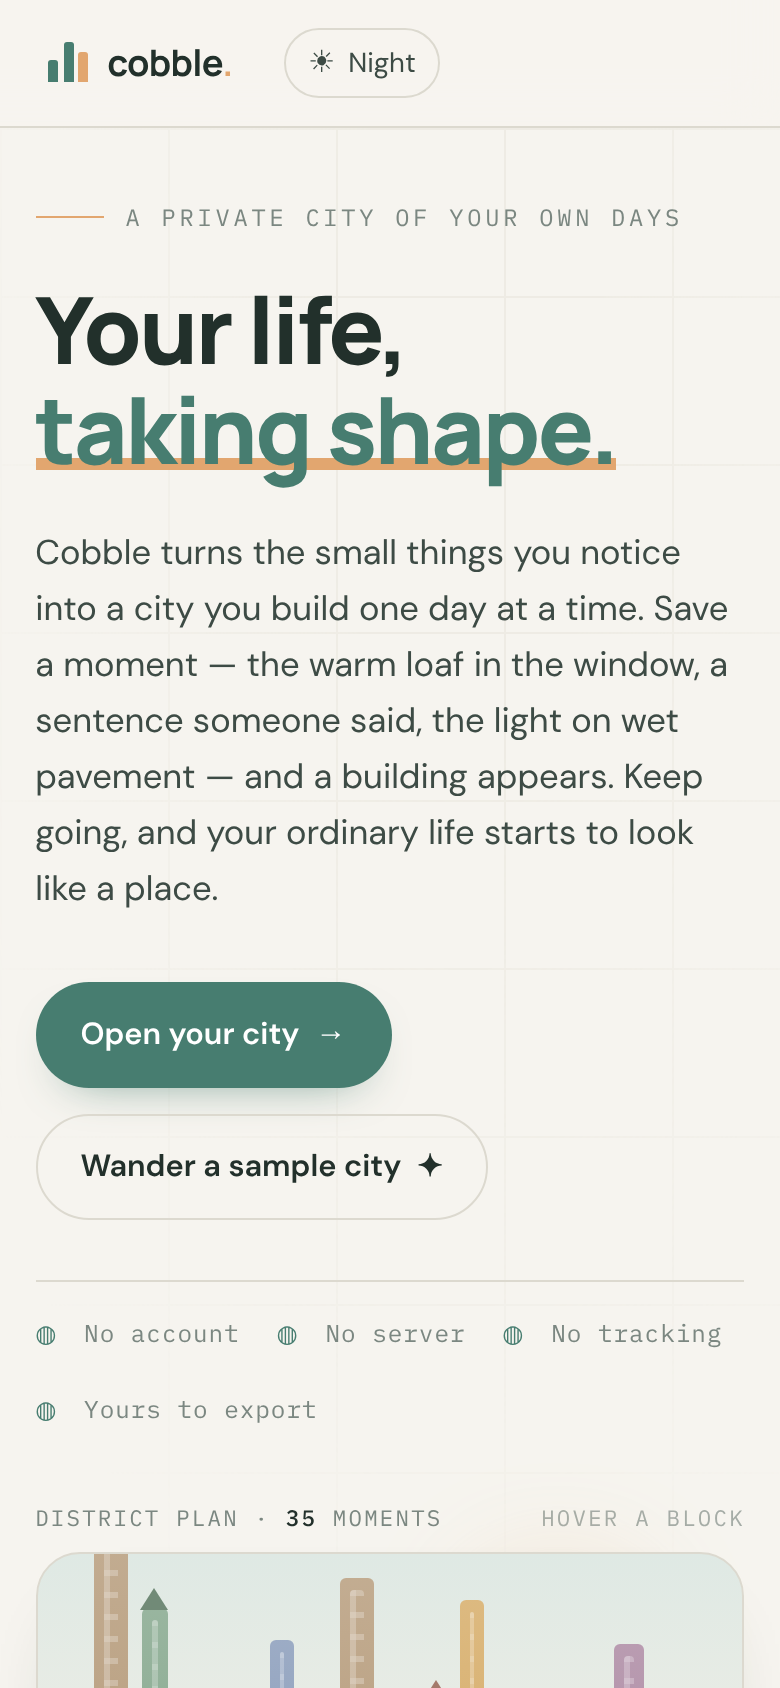 cobble.
☀ Night
A PRIVATE CITY OF YOUR OWN DAYS
Your life,
taking shape.
Cobble turns the small things you notice
into a city you build one day at a time. Save
a moment — the warm loaf in the window, a
sentence someone said, the light on wet
pavement — and a building appears. Keep
going, and your ordinary life starts to look
like a place.
Open your city →
Wander a sample city ✦
◍ No account ◍ No server ◍ No tracking
◍ Yours to export
DISTRICT PLAN · 35 MOMENTS HOVER A BLOCK